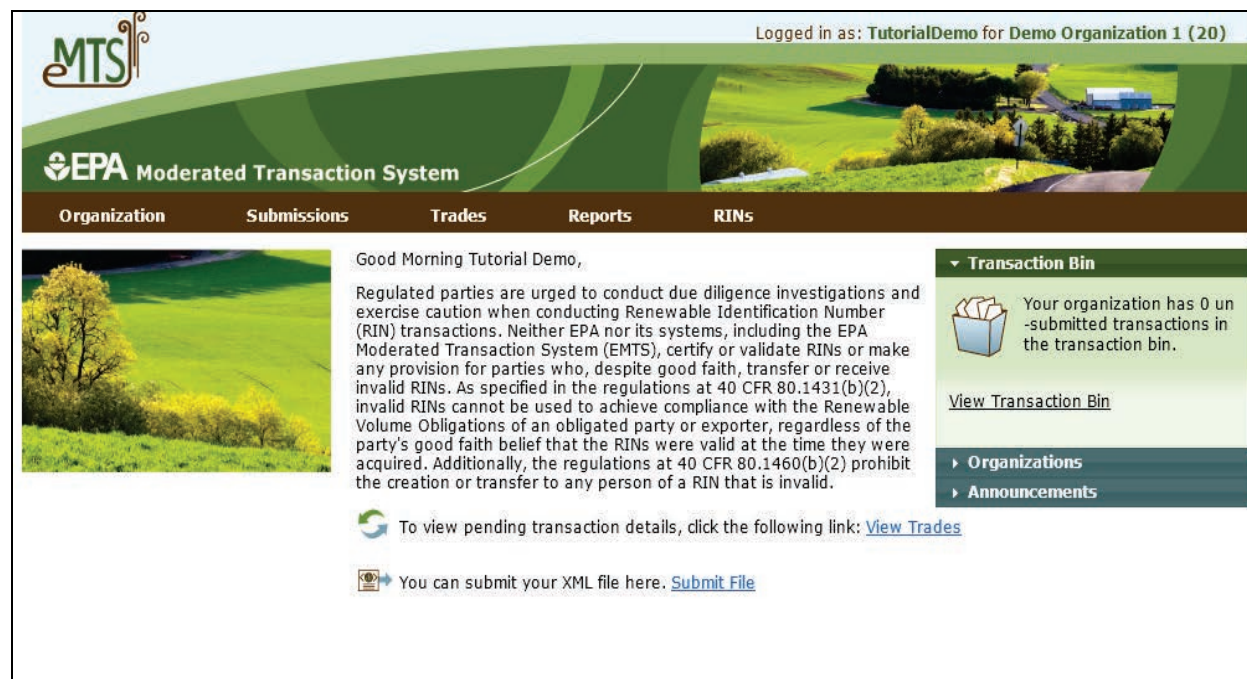 eMTS
Logged in as: TutorialDemo for Demo Organization 1 (20)
EPA Moderated Transaction System
Organization Submissions Trades Reports RINs
Good Morning Tutorial Demo,
Regulated parties are urged to conduct due diligence investigations and
exercise caution when conducting Renewable Identification Number
(RIN) transactions. Neither EPA nor its systems, including the EPA
Moderated Transaction System (EMTS), certify or validate RINs or make
any provision for parties who, despite good faith, transfer or receive
invalid RINs. As specified in the regulations at 40 CFR 80.1431(b)(2),
invalid RINs cannot be used to achieve compliance with the Renewable
Volume Obligations of an obligated party or exporter, regardless of the
party's good faith belief that the RINs were valid at the time they were
acquired. Additionally, the regulations at 40 CFR 80.1460(b)(2) prohibit
the creation or transfer to any person of a RIN that is invalid.
To view pending transaction details, click the following link: View Trades
You can submit your XML file here. Submit File
Transaction Bin
Your organization has 0 un
-submitted transactions in
the transaction bin.
View Transaction Bin
Organizations
Announcements